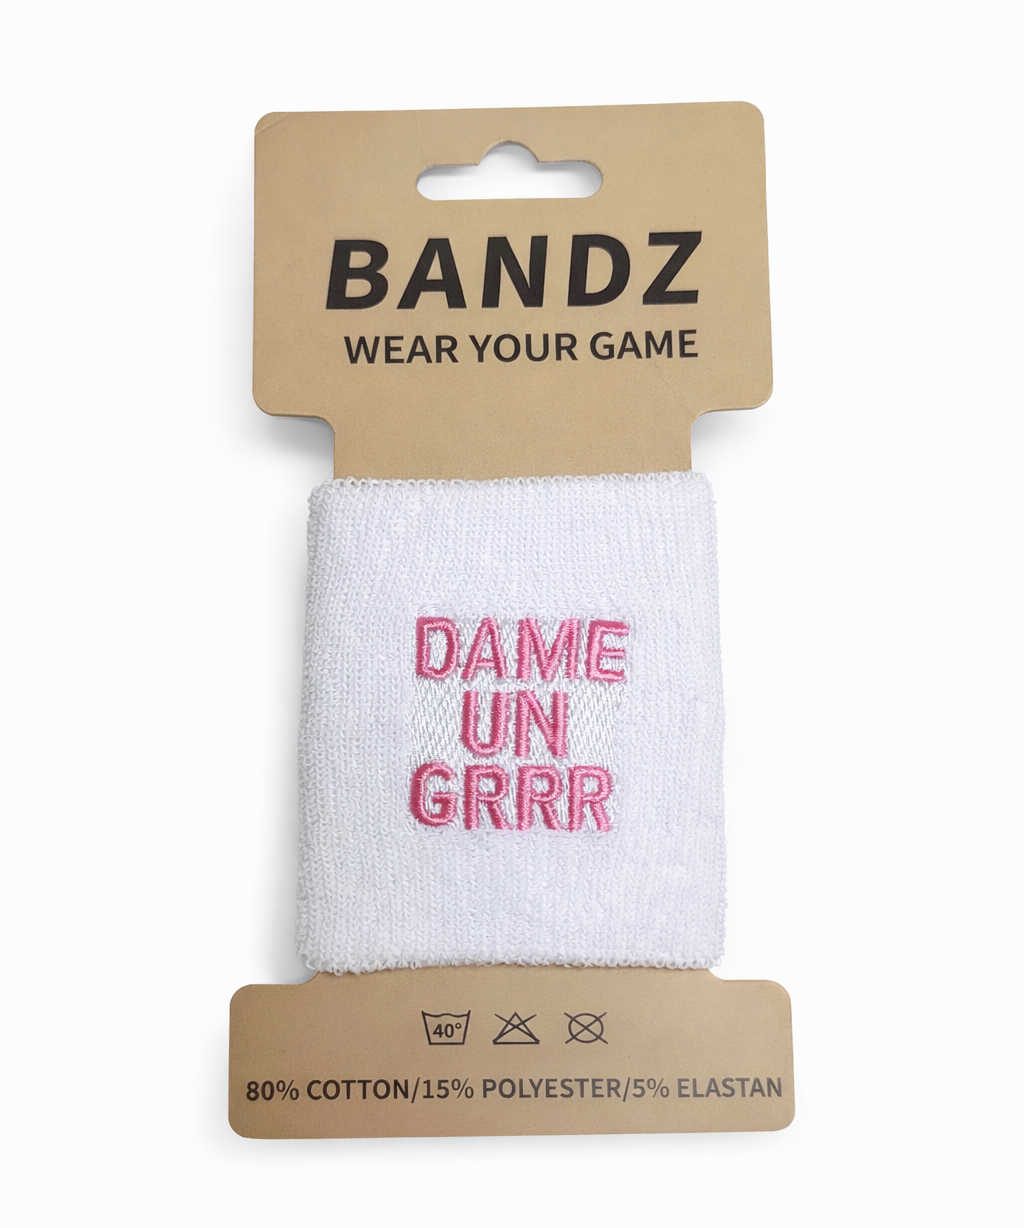 BANDZ
WEAR YOUR GAME
DAME
UN
GRRR
40°
80% COTTON/15% POLYESTER/5% ELASTAN